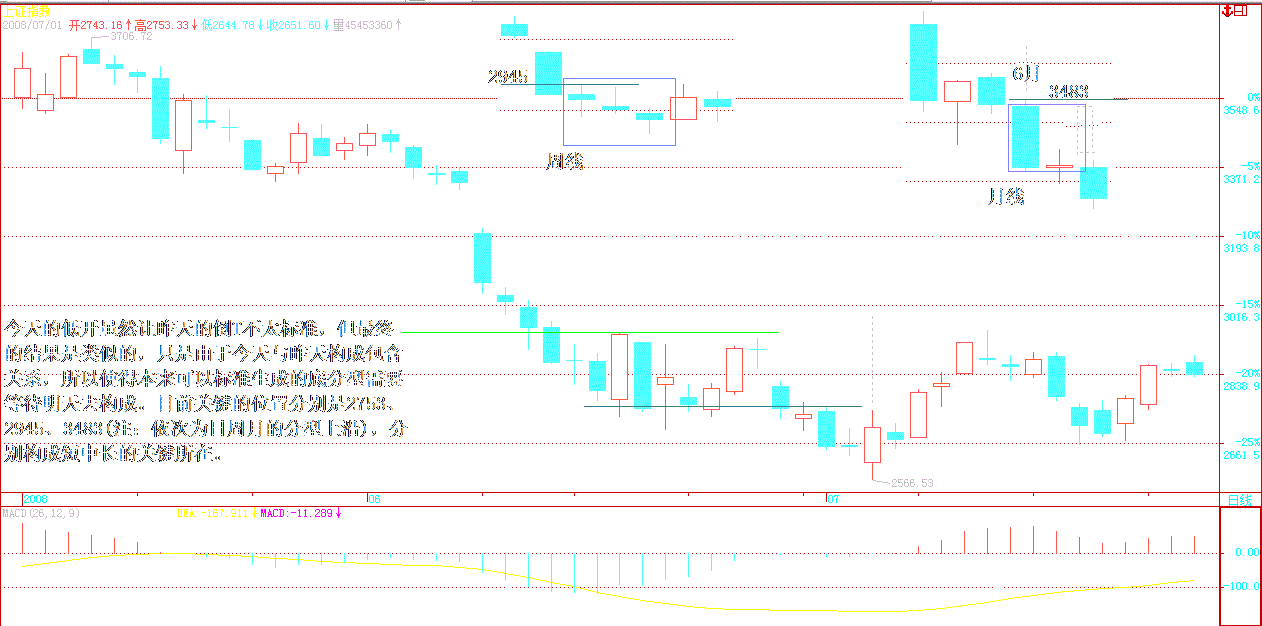 上证指数
2008/07/01 开2743.16↑高2753.33↓低2644.78↓收2651.60↓量45453360↑
3706.72
2945
6月
3483
0%
3548.6
周线
-5%
3371.2
月线
-10%
3193.8
-15%
3016.3
今天的低开虽然让昨天的倒T不太标准，但最终
的结果是类似的，只是由于今天与昨天构成包含
关系，所以使得本来可以标准生成的底分型需要
等待明天去构成。目前关键的位置分别是2753、
2945、3483(注：依次为日周月的分型上沿)，分
别构成短中长的关键所在。
-20%
2838.9
-25%
2661.5
2566.53
2008
06
07
日线
MACD(26,12,9) DEA:-167.911↓ MACD:-11.289↓
0.00
-100.0